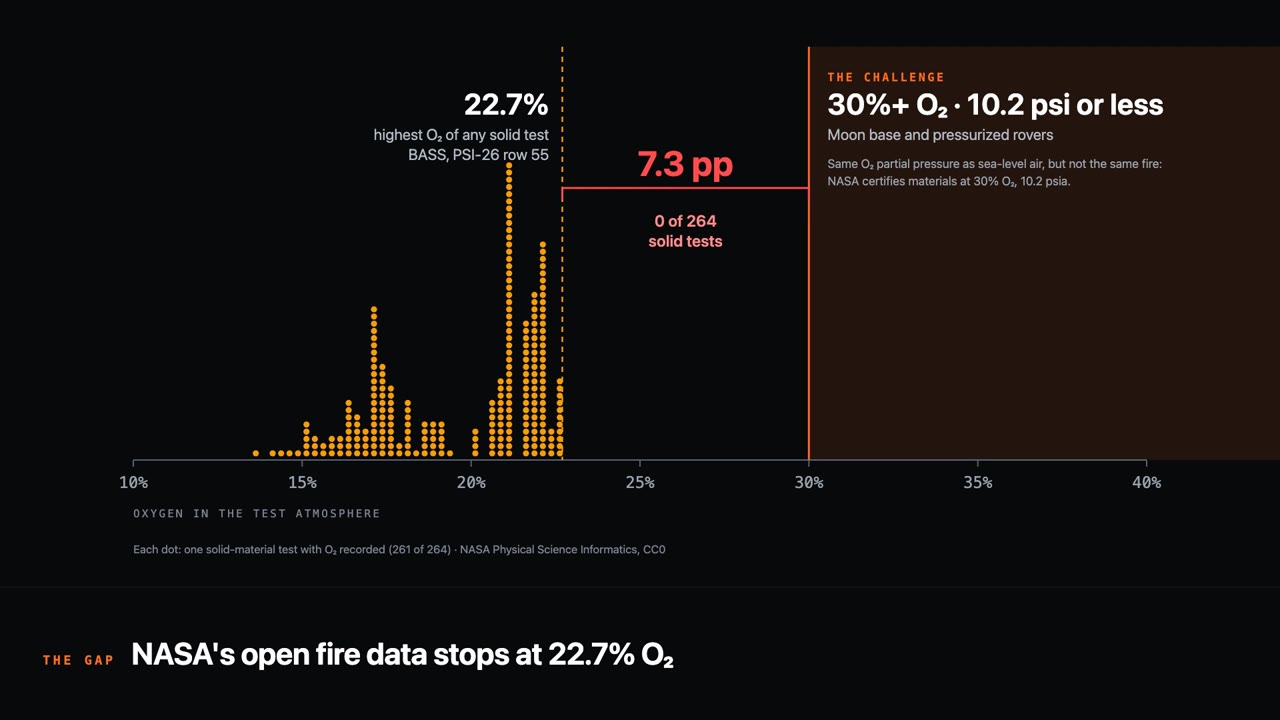 22.7%
highest O₂ of any solid test
BASS, PSI-26 row 55
7.3 pp
0 of 264
solid tests
THE CHALLENGE
30%+ O₂ · 10.2 psi or less
Moon base and pressurized rovers
Same O₂ partial pressure as sea-level air, but not the same fire:
NASA certifies materials at 30% O₂, 10.2 psia.
10% 15% 20% 25% 30% 35% 40%
OXYGEN IN THE TEST ATMOSPHERE
Each dot: one solid-material test with O₂ recorded (261 of 264) · NASA Physical Science Informatics, CC0
THE GAP NASA's open fire data stops at 22.7% O₂